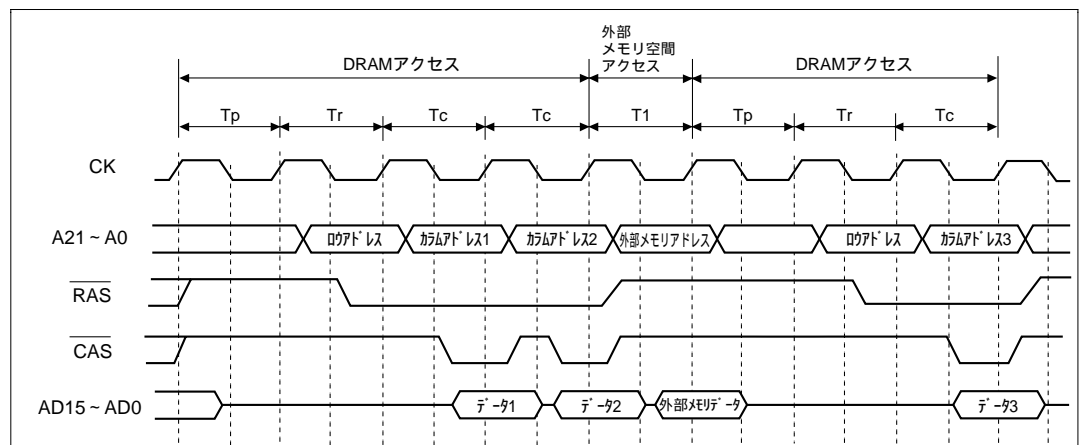 外部
メモリ空間
アクセス
DRAMアクセス
DRAMアクセス
Tp Tr Tc Tc T1 Tp Tr Tc
CK
A21 ~ A0 ロウアドレス カラムアドレス1 カラムアドレス2 外部メモリアドレス ロウアドレス カラムアドレス3
RAS
CAS
AD15 ~ AD0 データ1 データ2 外部メモリデータ データ3